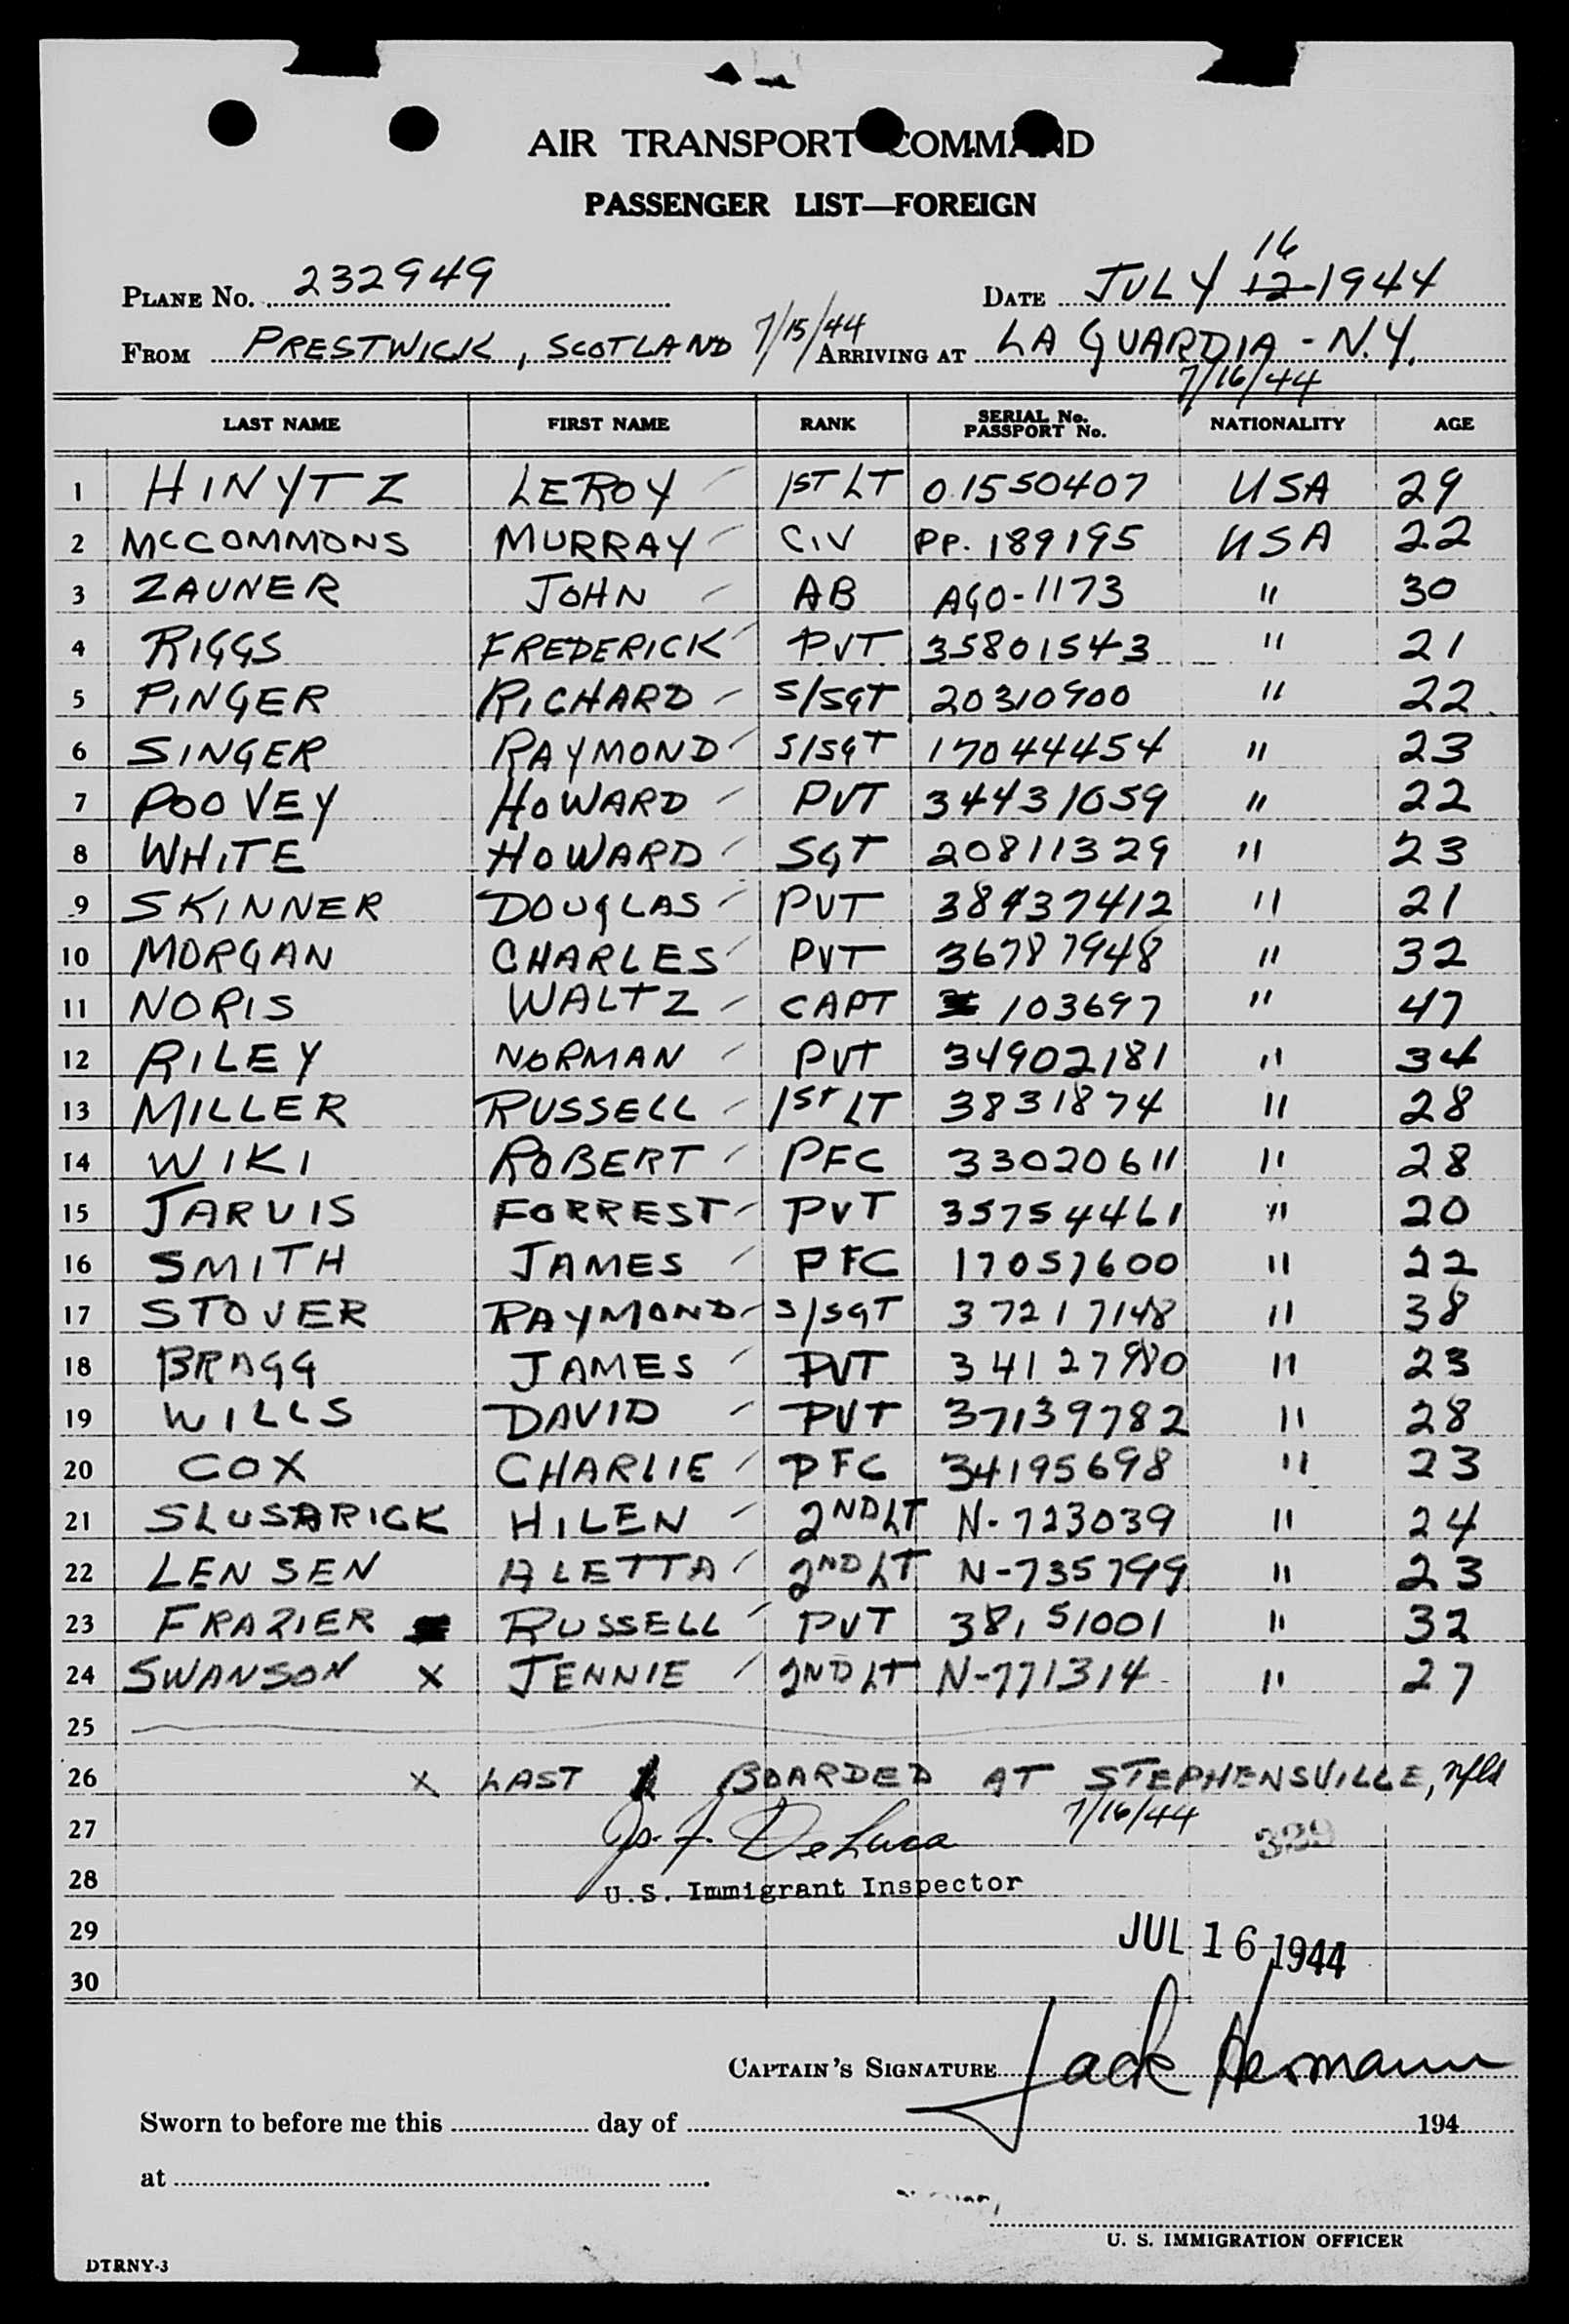 AIR TRANSPORT COMMAND
PASSENGER LIST—FOREIGN
PLANE No. 232949 DATE JULY 12 16 1944
FROM PRESTWICK, SCOTLAND 7/15/44 ARRIVING AT LA GUARDIA - N.Y.
7/16/44
LAST NAME FIRST NAME RANK SERIAL No. PASSPORT No. NATIONALITY AGE
1 HINYTZ LEROY 1ST LT O.1550407 USA 29
2 McCOMMONS MURRAY CIV PP. 189195 USA 22
3 ZAUNER JOHN AB AGO-1173 " 30
4 RIGGS FREDERICK PVT 35801543 " 21
5 PINGER RICHARD S/SGT 20310900 " 22
6 SINGER RAYMOND S/SGT 17044454 " 23
7 POOVEY HOWARD PVT 34431059 " 22
8 WHITE HOWARD SGT 20811329 " 23
9 SKINNER DOUGLAS PVT 38437412 " 21
10 MORGAN CHARLES PVT 36787948 " 32
11 NORIS WALTZ CAPT 103697 " 47
12 RILEY NORMAN PVT 34902181 " 34
13 MILLER RUSSELL 1ST LT 3831874 " 28
14 WIKI ROBERT PFC 33020611 " 28
15 JARVIS FORREST PVT 35754461 " 20
16 SMITH JAMES PFC 17057600 " 22
17 STOVER RAYMOND S/SGT 37217148 " 38
18 BRAGG JAMES PVT 34127980 " 23
19 WILLS DAVID PVT 37139782 " 28
20 COX CHARLIE PFC 34195698 " 23
21 SLUSARICK HILEN 2ND LT N-723039 " 24
22 LENSEN ALETTA 2ND LT N-735799 " 23
23 FRAZIER RUSSELL PVT 38151001 " 32
24 SWANSON X JENNIE 2ND LT N-771314 " 27
25
26 X LAST 1 BOARDED AT STEPHENSVILLE, Nfld
7/16/44
27 Jo. F. DeLuca 329
28 U.S. Immigrant Inspector
29 JUL 16 1944
30
CAPTAIN'S SIGNATURE Jack Hermann
Sworn to before me this day of 194
at
U. S. IMMIGRATION OFFICER
DTRNY-3